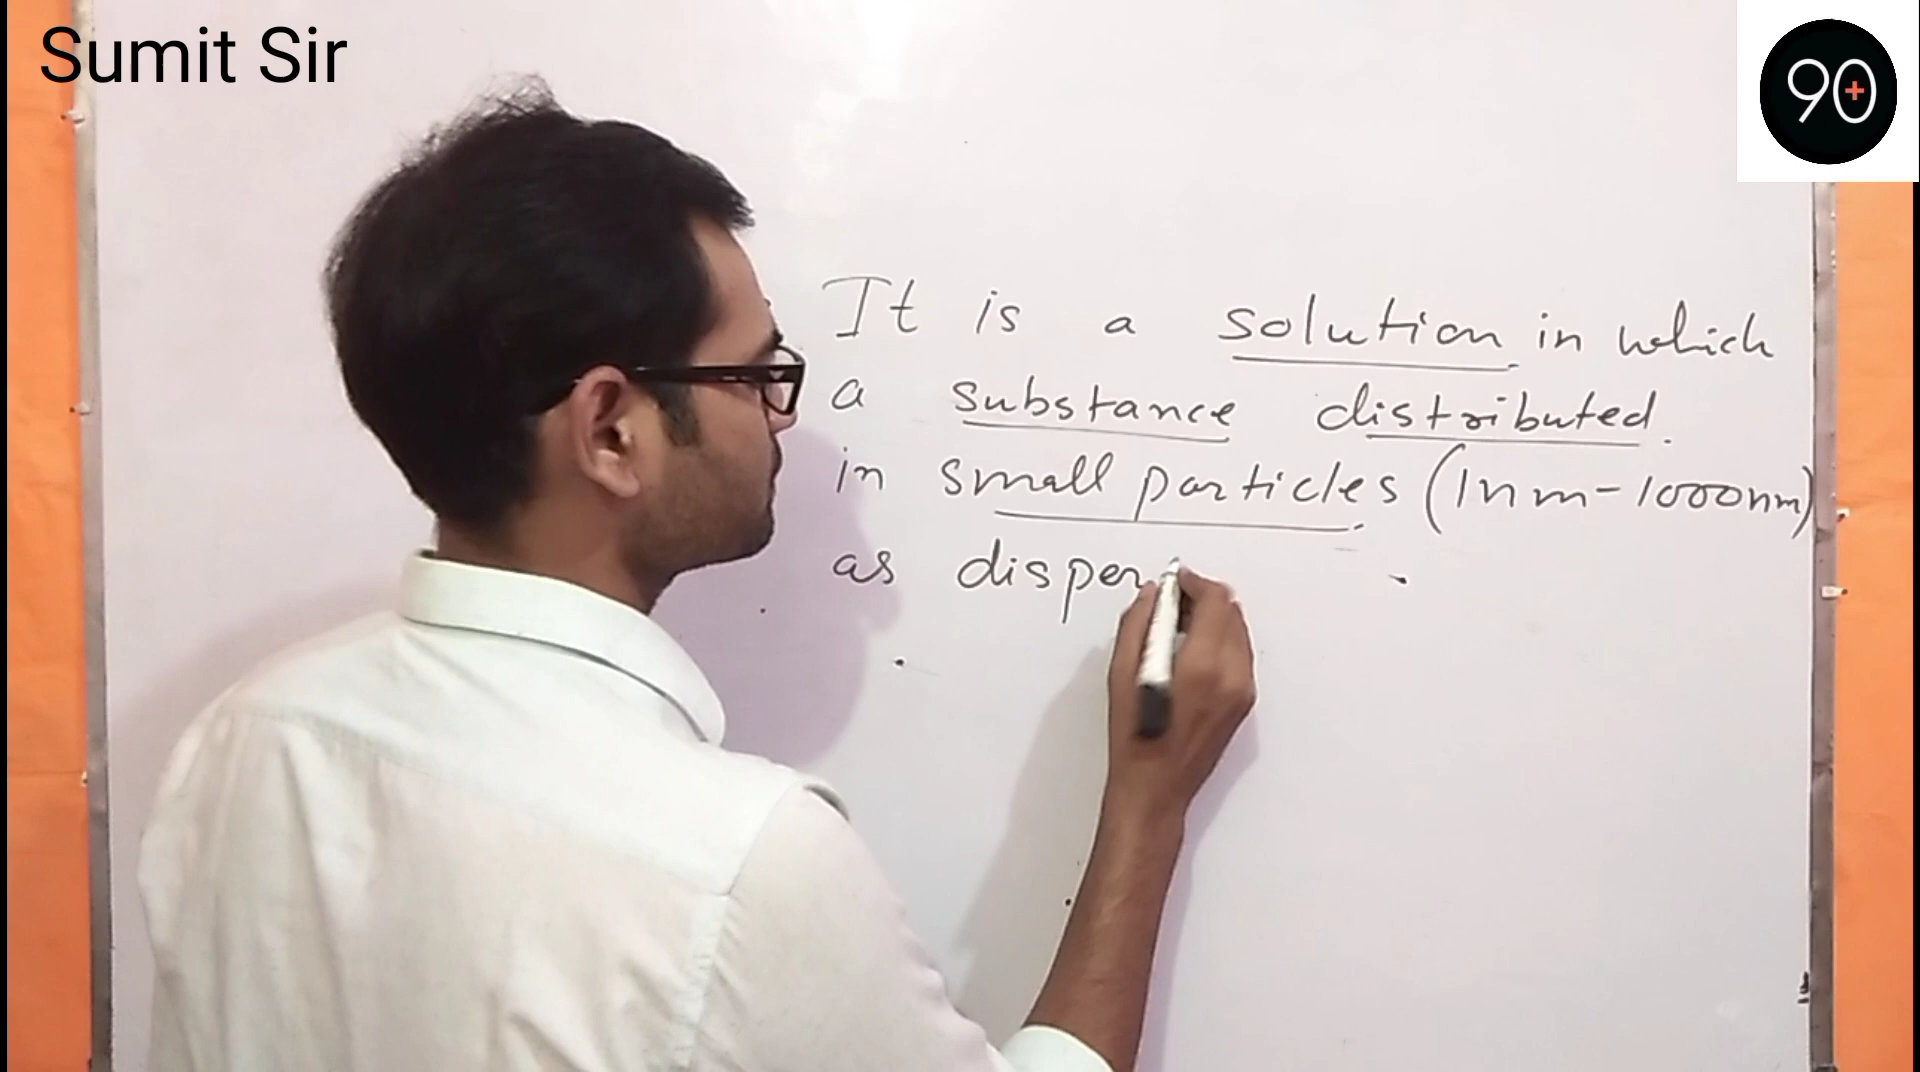 Sumit Sir
90+
It is a solution in which
a substance distributed.
in small particles (1nm-1000nm)
as disper